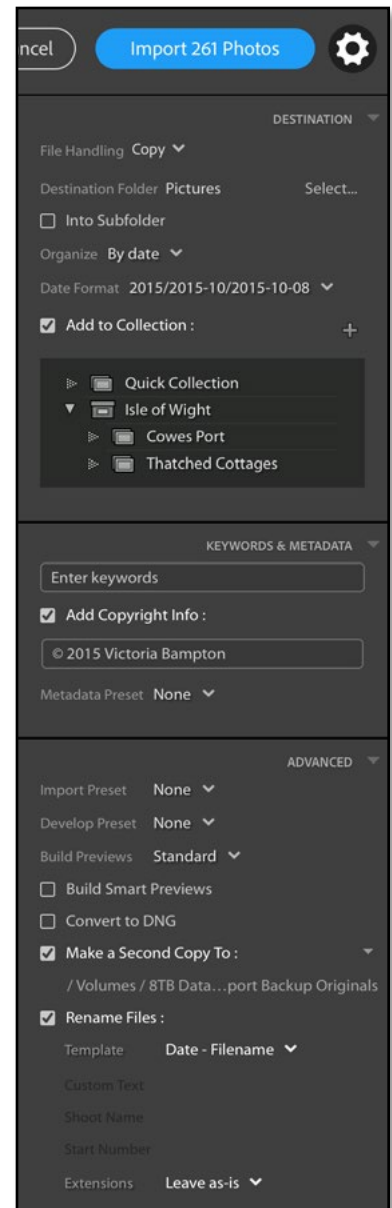 ncel Import 261 Photos
DESTINATION
File Handling Copy
Destination Folder Pictures Select...
Into Subfolder
Organize By date
Date Format 2015/2015-10/2015-10-08
Add to Collection :
Quick Collection
Isle of Wight
Cowes Port
Thatched Cottages
KEYWORDS & METADATA
Enter keywords
Add Copyright Info :
© 2015 Victoria Bampton
Metadata Preset None
ADVANCED
Import Preset None
Develop Preset None
Build Previews Standard
Build Smart Previews
Convert to DNG
Make a Second Copy To :
/ Volumes / 8TB Data...port Backup Originals
Rename Files :
Template Date - Filename
Custom Text
Shoot Name
Start Number
Extensions Leave as-is